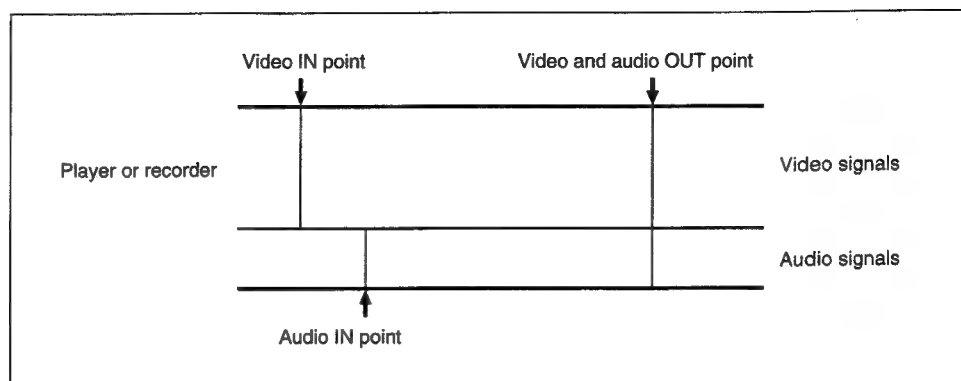 Video IN point
Video and audio OUT point
Player or recorder
Video signals
Audio signals
Audio IN point